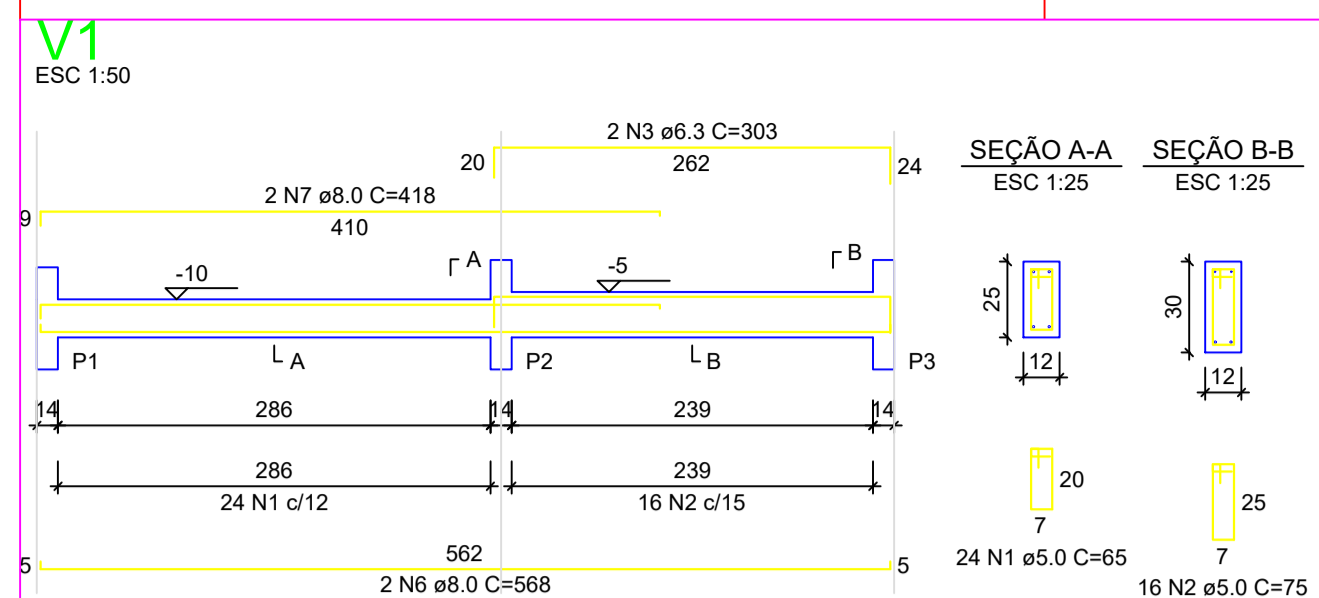 V1
ESC 1:50
2 N3 ø6.3 C=303
20
262
24
2 N7 ø8.0 C=418
9
410
A
B
-10
-5
P1
A
P2
B
P3
14
286
14
239
14
286
24 N1 c/12
239
16 N2 c/15
5
562
5
2 N6 ø8.0 C=568
SEÇÃO A-A
ESC 1:25
25
12
20
7
24 N1 ø5.0 C=65
SEÇÃO B-B
ESC 1:25
30
12
25
7
16 N2 ø5.0 C=75